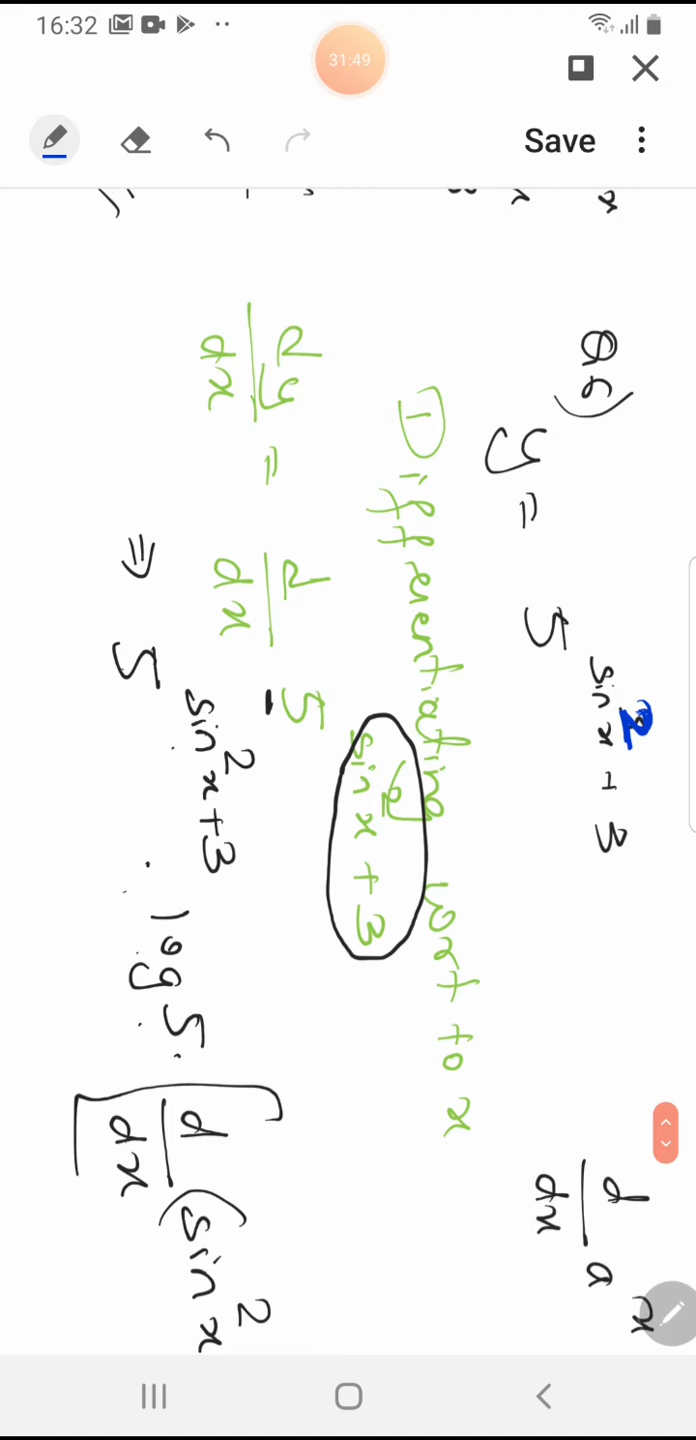 16:32
31:49
Save
Q6)
y = 5^(sin²x + 3)
d/dx a^x
Differentiating wrt to x
dy/dx = d/dx 5^(sin²x + 3)
⇒ 5^(sin²x+3) . log 5 . d/dx (sin²x